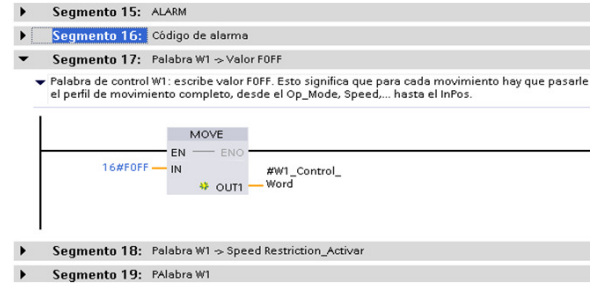 Segmento 15: ALARM
Segmento 16: Código de alarma
Segmento 17: Palabra W1 -> Valor F0FF
Palabra de control W1: escribe valor F0FF. Esto significa que para cada movimiento hay que pasarle
el perfil de movimiento completo, desde el Op_Mode, Speed,... hasta el InPos.
MOVE
EN ENO
16#F0FF IN
#W1_Control_
OUT1 Word
Segmento 18: Palabra W1 -> Speed Restriction_Activar
Segmento 19: PAlabra W1